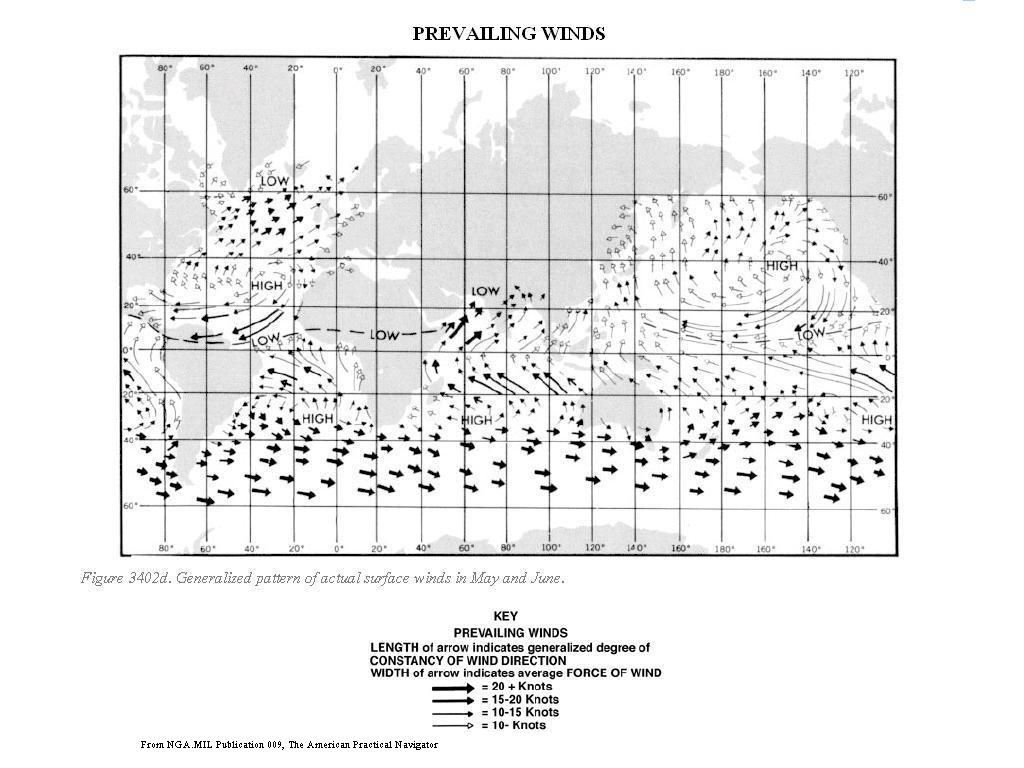 PREVAILING WINDS
80° 60° 40° 20° 0° 20° 40° 60° 80° 100° 120° 140° 160° 180° 160° 140° 120°
LOW
60° 60°
40° HIGH 40°
HIGH LOW
20° 20°
LOW LOW LOW
0° 0°
20° 20°
HIGH HIGH HIGH
40° 40°
60° 60°
80° 60° 40° 20° 0° 20° 40° 60° 80° 100° 120° 140° 160° 180° 160° 140° 120°
Figure 3402d. Generalized pattern of actual surface winds in May and June.
KEY
PREVAILING WINDS
LENGTH of arrow indicates generalized degree of
CONSTANCY OF WIND DIRECTION
WIDTH of arrow indicates average FORCE OF WIND
= 20 + Knots
= 15-20 Knots
= 10-15 Knots
= 10- Knots
From NGA.MIL Publication 009, The American Practical Navigator